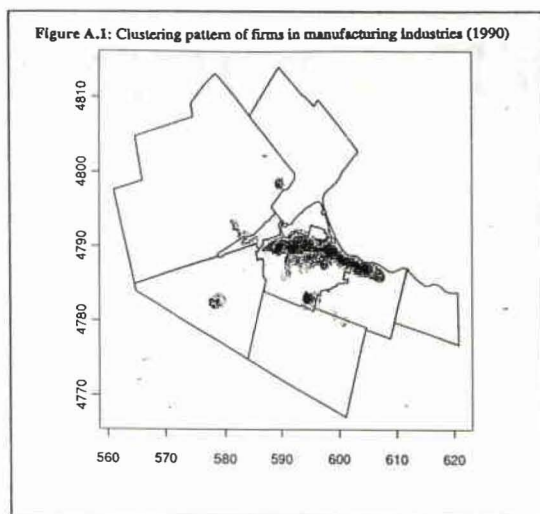 Figure A.1: Clustering pattern of firms in manufacturing industries (1990)
4810
4800
4790
4780
4770
560 570 580 590 600 610 620